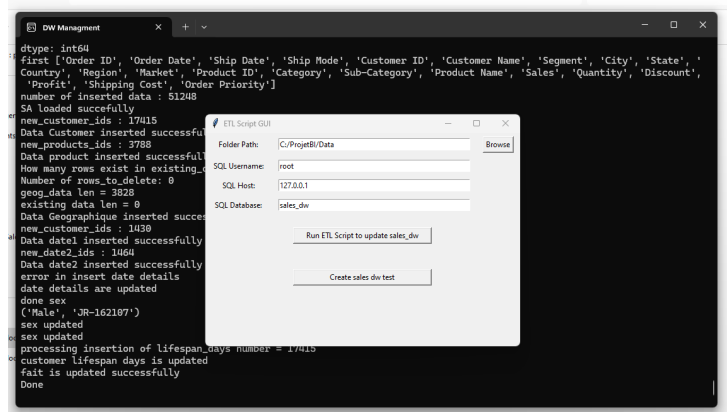 DW Managment
dtype: int64
first ['Order ID', 'Order Date', 'Ship Date', 'Ship Mode', 'Customer ID', 'Customer Name', 'Segment', 'City', 'State', '
Country', 'Region', 'Market', 'Product ID', 'Category', 'Sub-Category', 'Product Name', 'Sales', 'Quantity', 'Discount',
'Profit', 'Shipping Cost', 'Order Priority']
number of inserted data : 51248
SA loaded succefully
new_customer_ids : 17415
Data Customer inserted successful
new_products_ids : 3788
Data product inserted successfull
How many rows exist in existing_
Number of rows_to_delete: 0
geog_data len = 3828
existing data len = 0
Data Geographique inserted succes
new_customer_ids : 1430
Data date1 inserted successfully
new_date2_ids : 1464
Data date2 inserted successfully
error in insert date details
date details are updated
done sex
('Male', 'JR-162107')
sex updated
sex updated
processing insertion of lifespan_days number = 17415
customer lifespan days is updated
fait is updated successfully
Done
ETL Script GUI
Folder Path: C:/ProjetBI/Data Browse
SQL Username: root
SQL Host: 127.0.0.1
SQL Database: sales_dw
Run ETL Script to update sales_dw
Create sales dw test